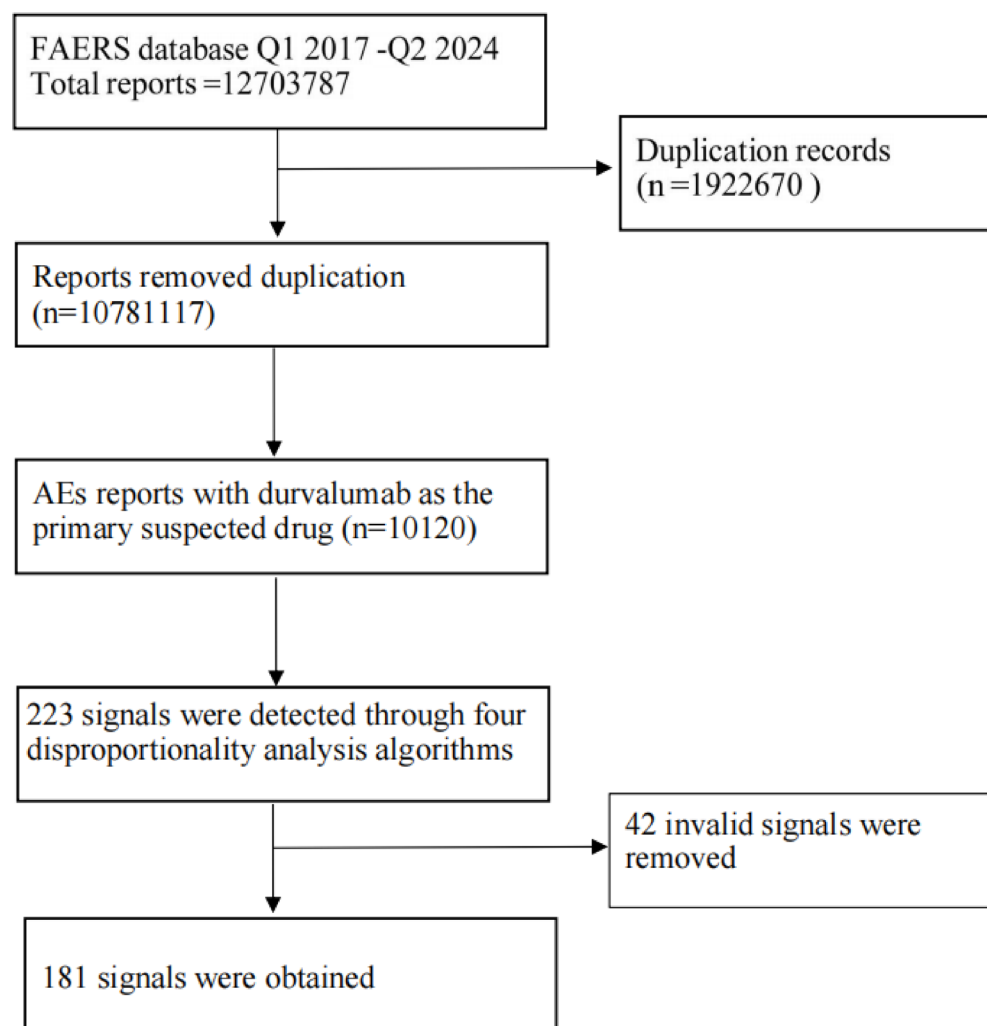 FAERS database Q1 2017 -Q2 2024
Total reports =12703787
Duplication records
(n =1922670 )
Reports removed duplication
(n=10781117)
AEs reports with durvalumab as the
primary suspected drug (n=10120)
223 signals were detected through four
disproportionality analysis algorithms
42 invalid signals were
removed
181 signals were obtained